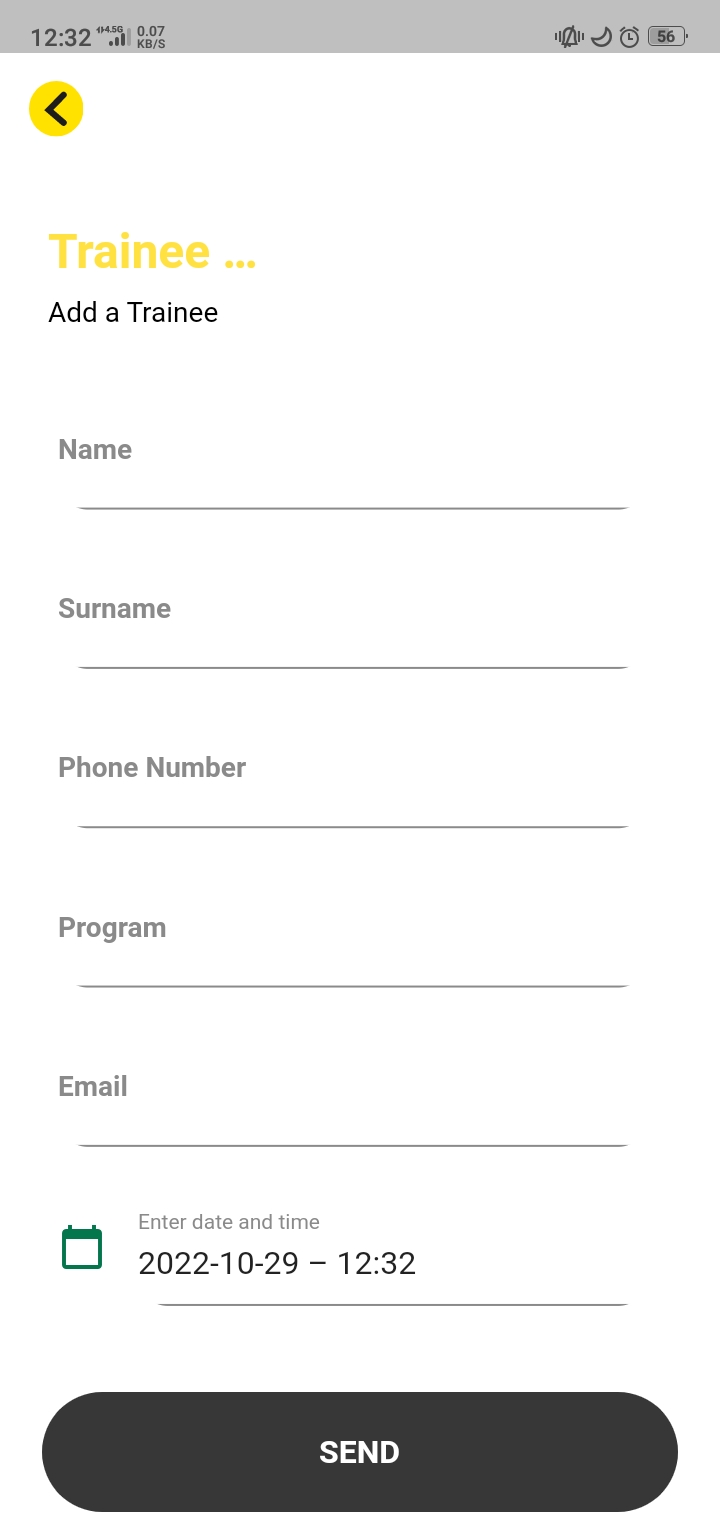 12:32 4.5G 0.07 KB/S 56
Trainee ...
Add a Trainee
Name
Surname
Phone Number
Program
Email
Enter date and time
2022-10-29 – 12:32
SEND